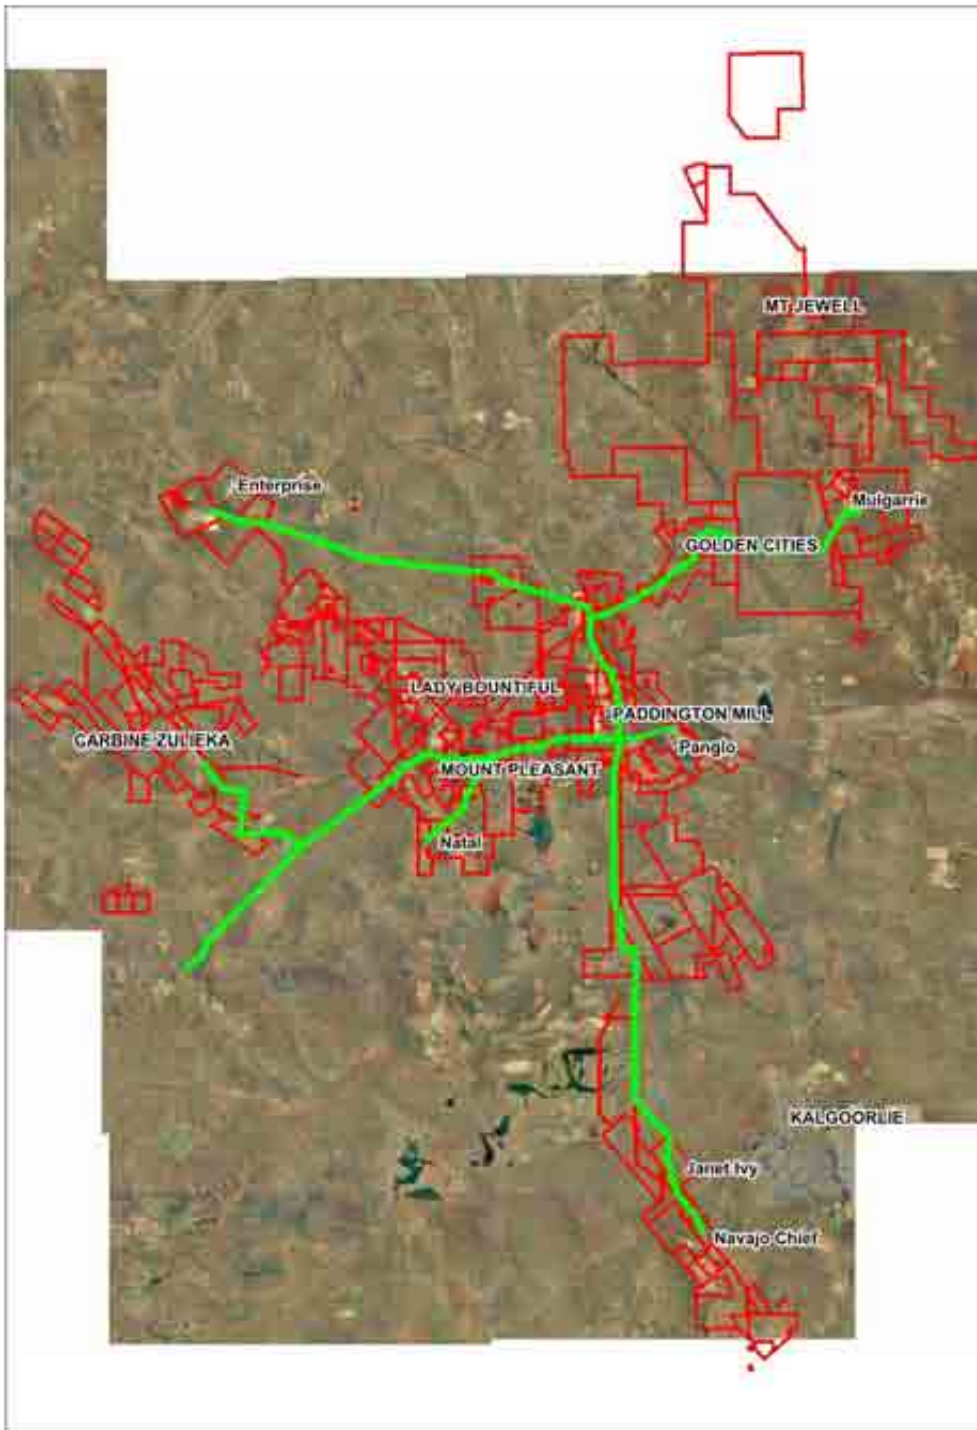 MT JEWELL
Enterprise
Mulgarrie
GOLDEN CITIES
LADY BOUNTIFUL
PADDINGTON MILL
CARBINE ZULIEKA
Panglo
MOUNT PLEASANT
Natal
KALGOORLIE
Janet Ivy
Navajo Chief